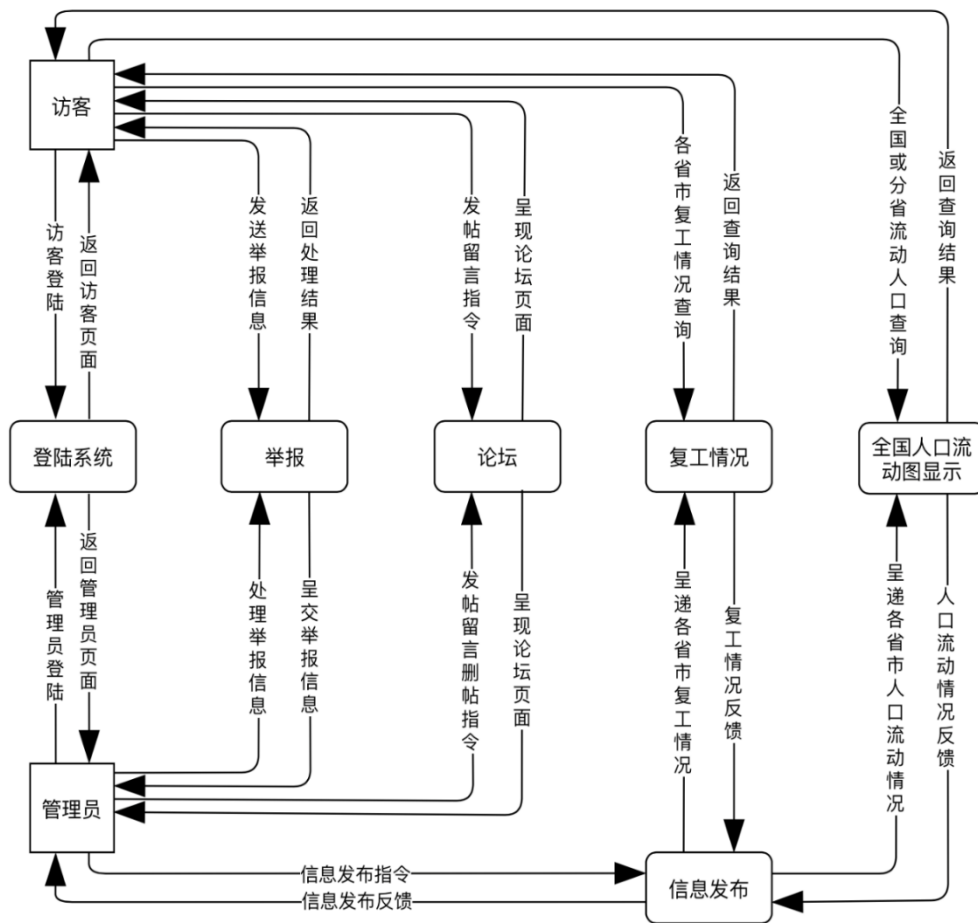 访客
访客登陆
返回访客页面
发送举报信息
返回处理结果
发帖留言指令
呈现论坛页面
各省市复工情况查询
返回查询结果
全国或分省流动人口查询
返回查询结果
登陆系统
举报
论坛
复工情况
全国人口流
动图显示
管理员登陆
返回管理员页面
处理举报信息
呈交举报信息
发帖留言删帖指令
呈现论坛页面
呈递各省市复工情况
复工情况反馈
呈递各省市人口流动情况
人口流动情况反馈
管理员
信息发布指令
信息发布反馈
信息发布